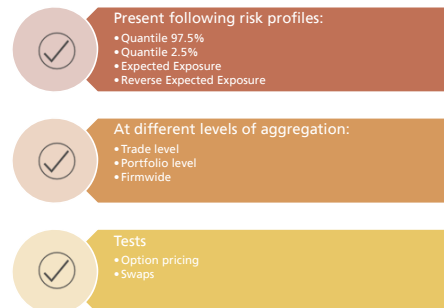 Present following risk profiles:
•Quantile 97.5%
•Quantile 2.5%
•Expected Exposure
•Reverse Expected Exposure
At different levels of aggregation:
•Trade level
•Portfolio level
•Firmwide
Tests
•Option pricing
•Swaps